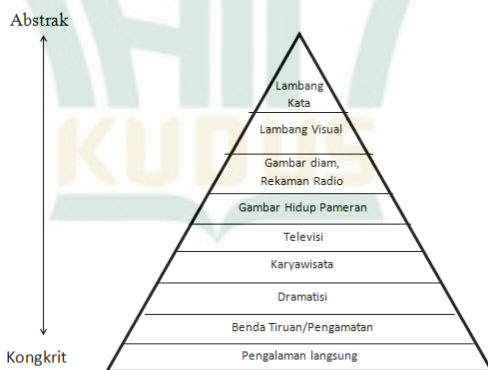 Abstrak
Lambang
Kata
Lambang Visual
Gambar diam,
Rekaman Radio
Gambar Hidup Pameran
Televisi
Karyawisata
Dramatisi
Benda Tiruan/Pengamatan
Kongkrit
Pengalaman langsung
KUDUS